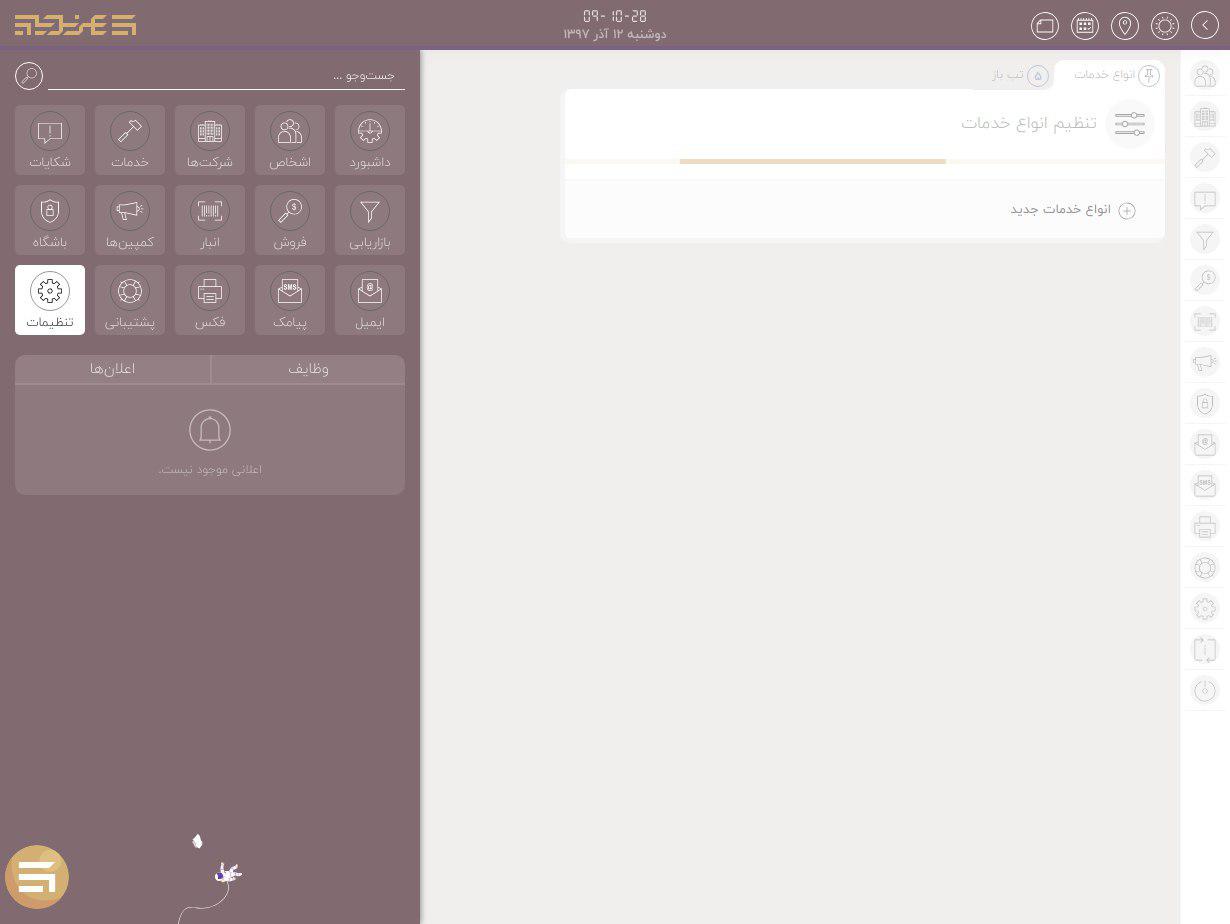 09-10-28
دوشنبه ۱۲ آذر ۱۳۹۷
انواع خدمات
۵ تب باز
تنظیم انواع خدمات
انواع خدمات جدید
جست‌وجو ...
داشبورد
اشخاص
شرکت‌ها
خدمات
شکایات
بازاریابی
فروش
انبار
کمپین‌ها
باشگاه
ایمیل
پیامک
فکس
پشتیبانی
تنظیمات
SMS
وظایف
اعلان‌ها
اعلانی موجود نیست.
SMS